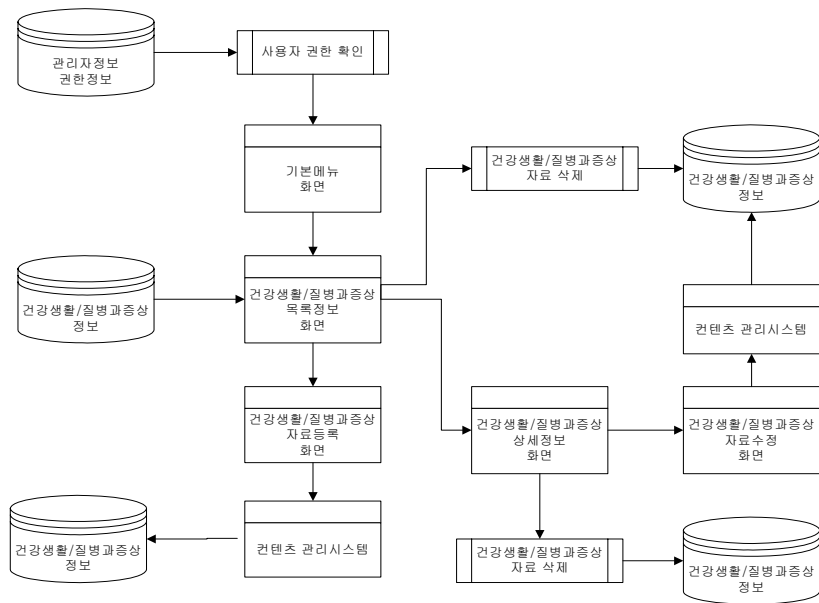 관리자정보
권한정보
사용자 권한 확인
기본메뉴
화면
건강생활/질병과증상
자료 삭제
건강생활/질병과증상
정보
건강생활/질병과증상
정보
건강생활/질병과증상
목록정보
화면
컨텐츠 관리시스템
건강생활/질병과증상
자료등록
화면
건강생활/질병과증상
상세정보
화면
건강생활/질병과증상
자료수정
화면
건강생활/질병과증상
정보
컨텐츠 관리시스템
건강생활/질병과증상
자료 삭제
건강생활/질병과증상
정보